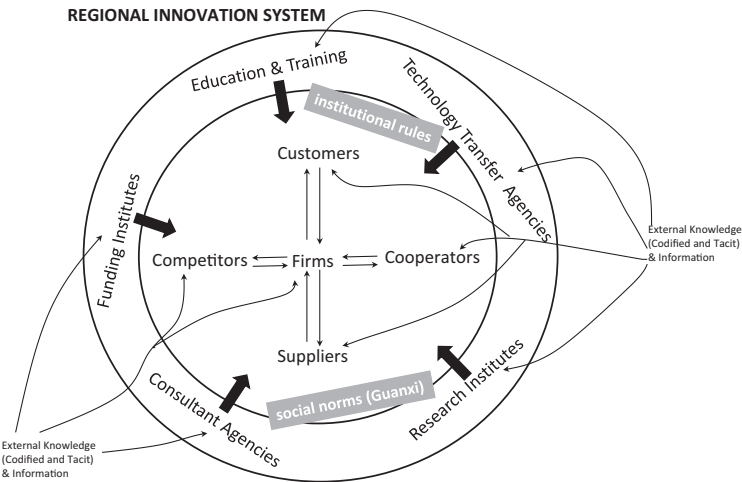 REGIONAL INNOVATION SYSTEM
Education & Training
Technology Transfer Agencies
institutional rules
Customers
Funding Institutes
External Knowledge
(Codified and Tacit)
& Information
Competitors
Firms
Cooperators
Suppliers
Research Institutes
Consultant Agencies
social norms (Guanxi)
External Knowledge
(Codified and Tacit)
& Information